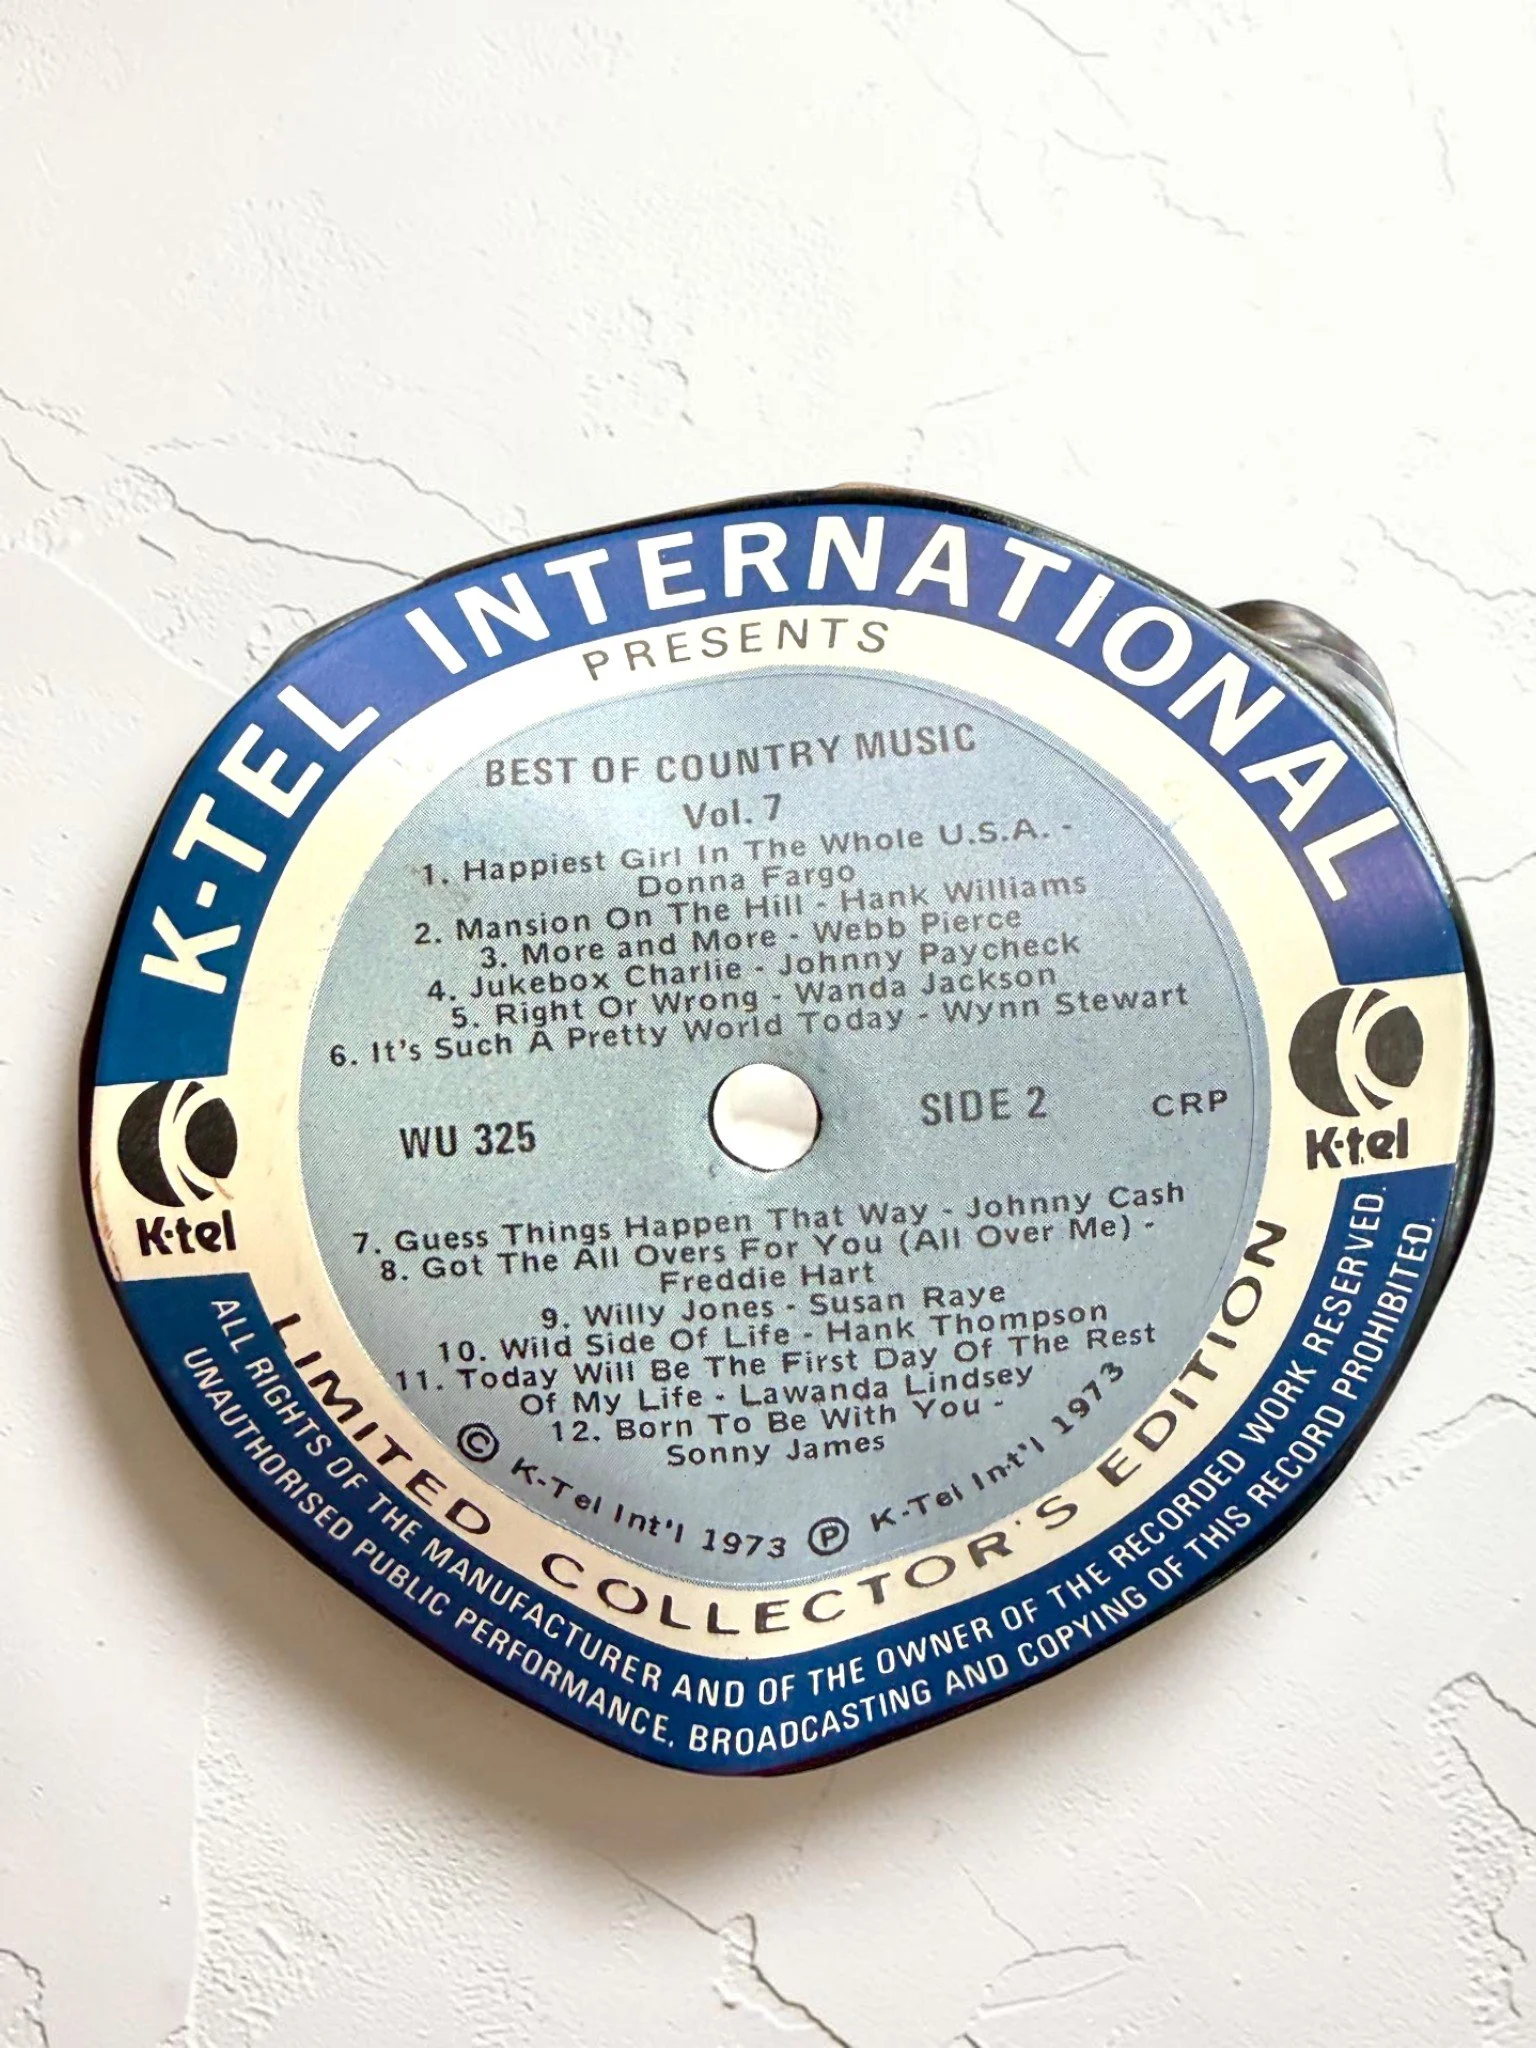 K-TEL INTERNATIONAL
PRESENTS
BEST OF COUNTRY MUSIC
Vol. 7
1. Happiest Girl In The Whole U.S.A. -
Donna Fargo
2. Mansion On The Hill - Hank Williams
3. More and More - Webb Pierce
4. Jukebox Charlie - Johnny Paycheck
5. Right Or Wrong - Wanda Jackson
6. It's Such A Pretty World Today - Wynn Stewart
WU 325
SIDE 2
CRP
K·tel
K·tel
7. Guess Things Happen That Way - Johnny Cash
8. Got The All Overs For You (All Over Me) -
Freddie Hart
9. Willy Jones - Susan Raye
10. Wild Side Of Life - Hank Thompson
11. Today Will Be The First Day Of The Rest
Of My Life - Lawanda Lindsey
12. Born To Be With You -
Sonny James
© K-Tel Int'l 1973 ℗ K-Tel Int'l 1973
LIMITED COLLECTOR'S EDITION
ALL RIGHTS OF THE MANUFACTURER AND OF THE OWNER OF THE RECORDED WORK RESERVED.
UNAUTHORISED PUBLIC PERFORMANCE, BROADCASTING AND COPYING OF THIS RECORD PROHIBITED.